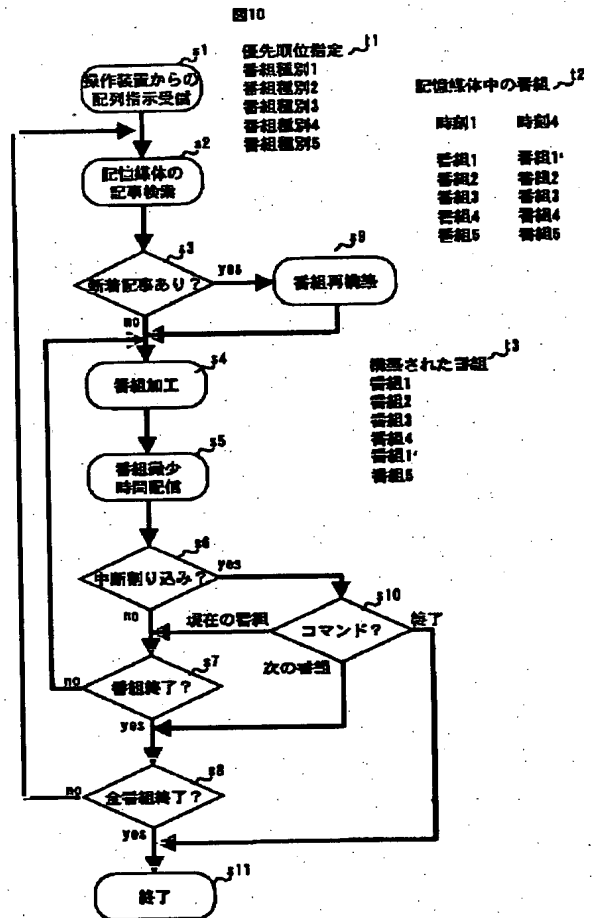 図10
s1
操作装置からの
配列指示受信
優先順位指定 t1
番組種別1
番組種別2
番組種別3
番組種別4
番組種別5
記憶媒体中の番組 t2
時刻1 時刻4
番組1 番組1'
番組2 番組2
番組3 番組3
番組4 番組4
番組5 番組5
s2
記憶媒体の
記事検索
s3
新着記事あり？
yes
no
s9
番組再構築
s4
番組加工
構築された番組 t3
番組1
番組2
番組3
番組4
番組1'
番組5
s5
番組微少
時間配信
s6
中断割り込み？
yes
no
s10
コマンド？
現在の番組
終了
次の番組
s7
番組終了？
no
yes
s8
全番組終了？
no
yes
s11
終了